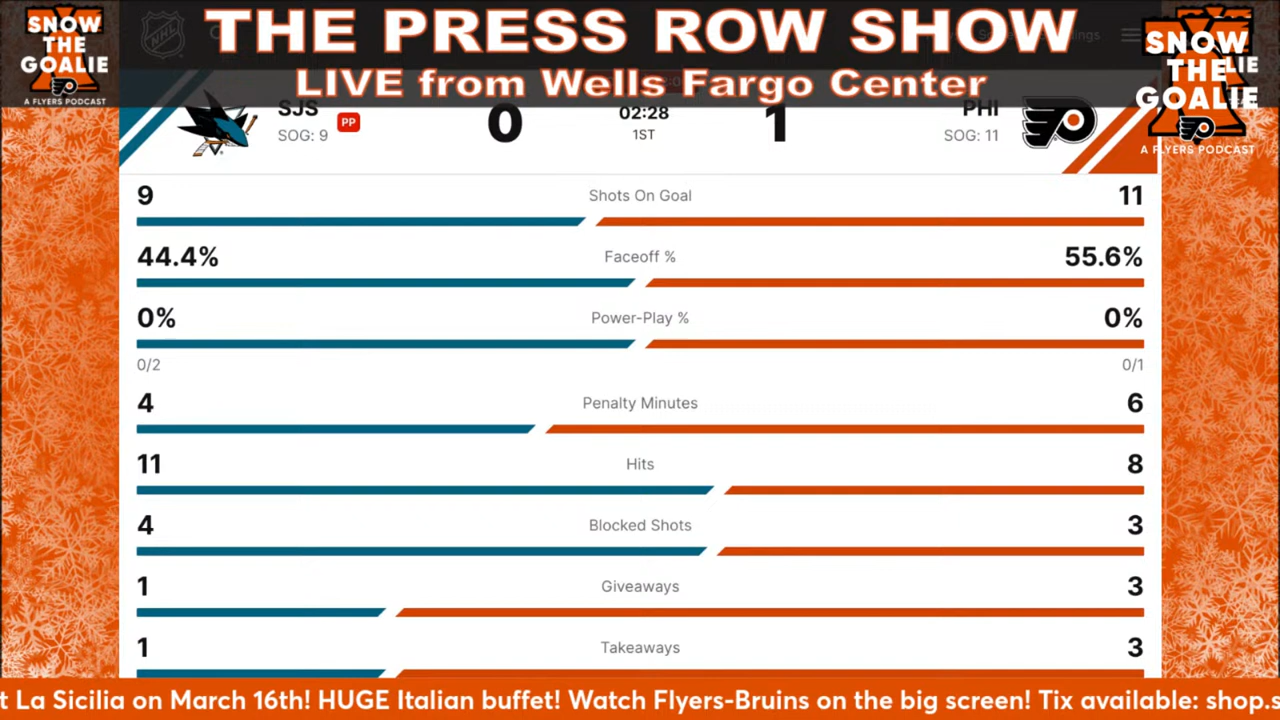 THE PRESS ROW SHOW
LIVE from Wells Fargo Center
SNOW
THE
GOALIE
A FLYERS PODCAST
NHL
SNOW
THE
GOALIE
A FLYERS PODCAST
SJS
SOG: 9
PP
0
02:28
1ST
1
PHI
SOG: 11
9 Shots On Goal 11
44.4% Faceoff % 55.6%
0% Power-Play % 0%
0/2 0/1
4 Penalty Minutes 6
11 Hits 8
4 Blocked Shots 3
1 Giveaways 3
1 Takeaways 3
t La Sicilia on March 16th! HUGE Italian buffet! Watch Flyers-Bruins on the big screen! Tix available: shop.s